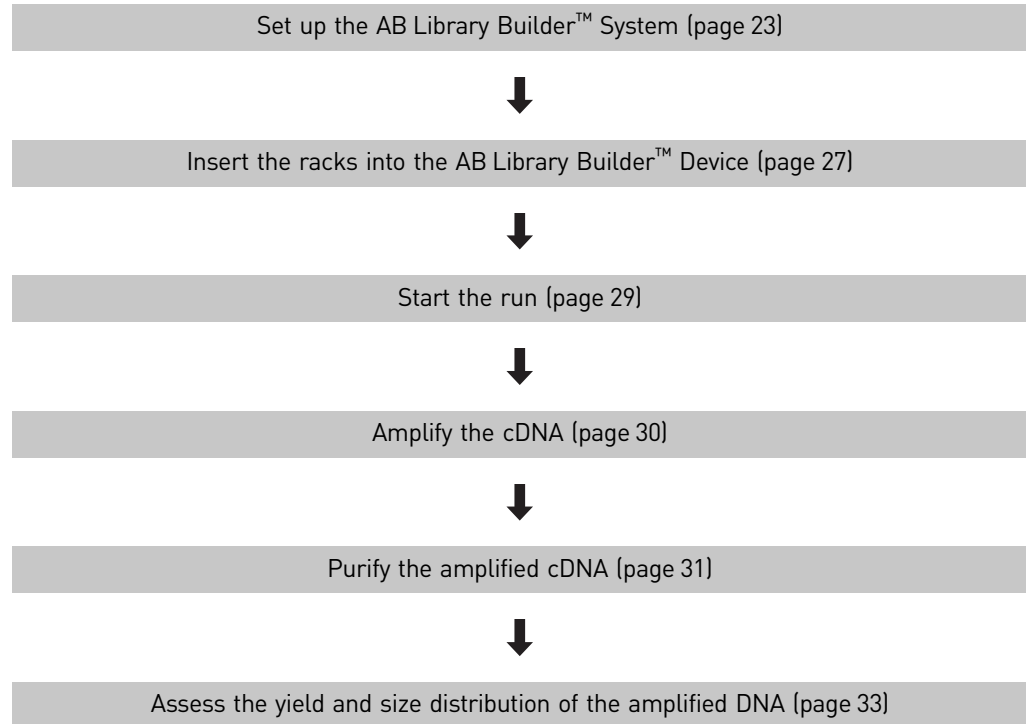 Set up the AB Library Builder™ System (page 23)
Insert the racks into the AB Library Builder™ Device (page 27)
Start the run (page 29)
Amplify the cDNA (page 30)
Purify the amplified cDNA (page 31)
Assess the yield and size distribution of the amplified DNA (page 33)